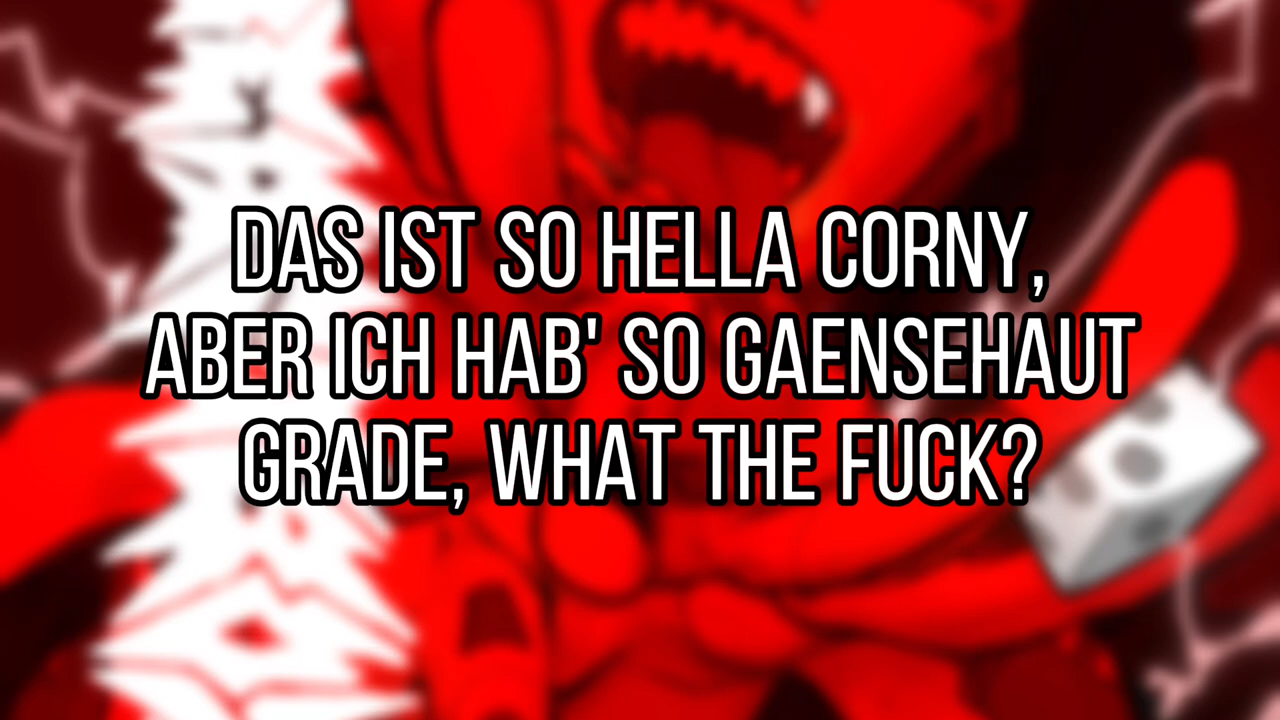 DAS IST SO HELLA CORNY,
ABER ICH HAB' SO GAENSEHAUT
GRADE, WHAT THE FUCK?